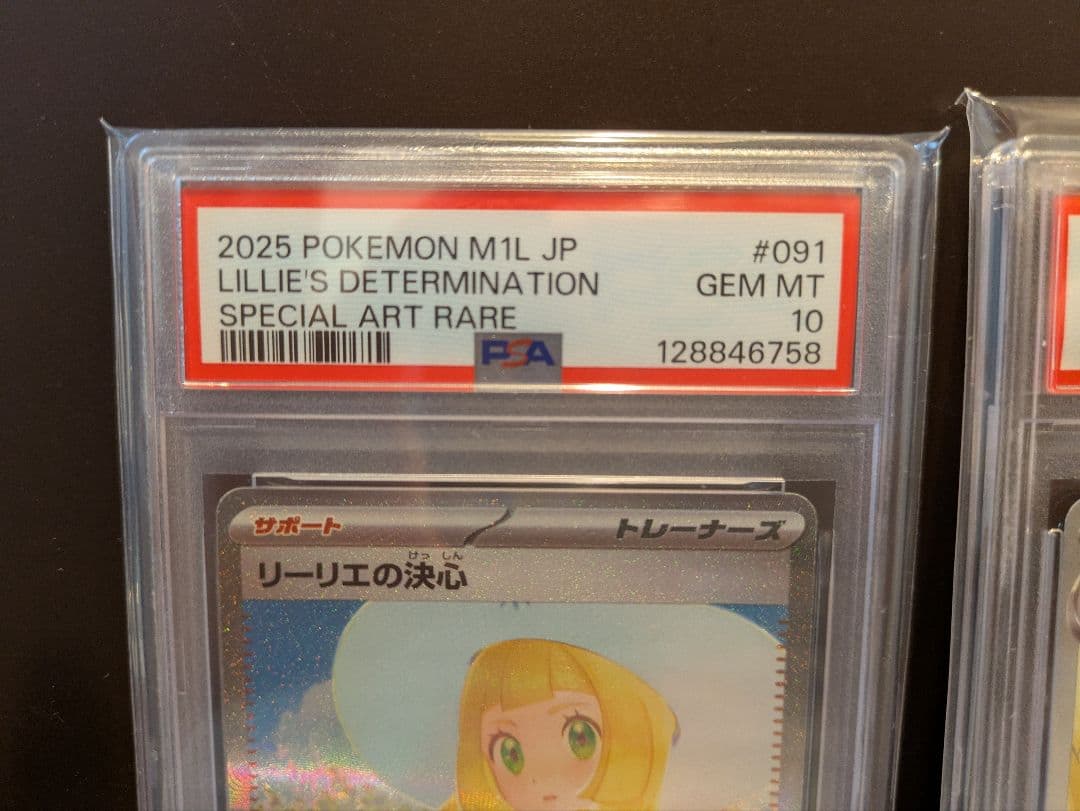 2025 POKEMON M1L JP #091
LILLIE'S DETERMINATION GEM MT
SPECIAL ART RARE 10
PSA 128846758
サポート トレーナーズ
けっしん
リーリエの決心